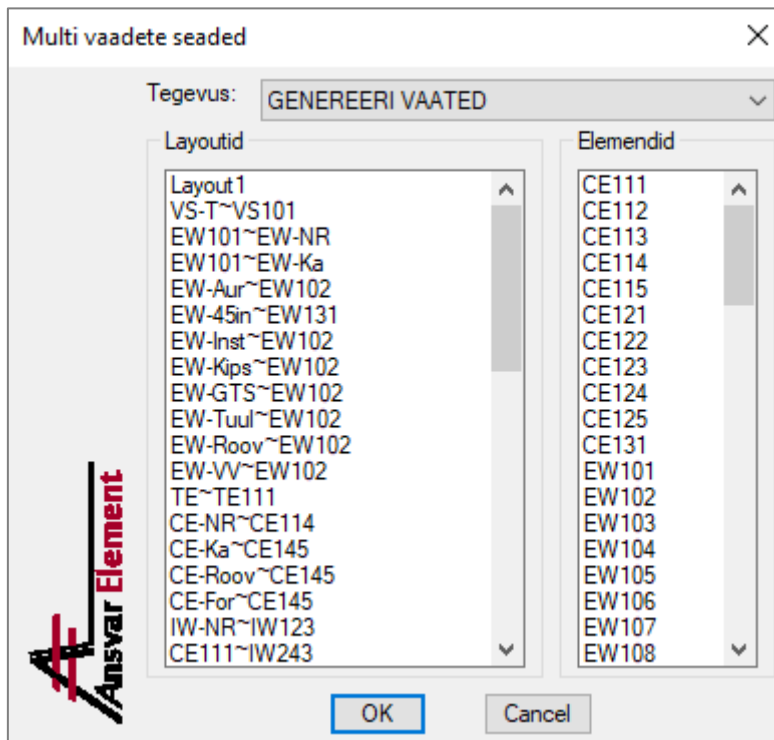 Multi vaadete seaded
Tegevus:
GENEREERI VAATED
Layoutid
Layout1
VS-T~VS101
EW101~EW-NR
EW101~EW-Ka
EW-Aur~EW102
EW-45in~EW131
EW-Inst~EW102
EW-Kips~EW102
EW-GTS~EW102
EW-Tuul~EW102
EW-Roov~EW102
EW-VV~EW102
TE~TE111
CE-NR~CE114
CE-Ka~CE145
CE-Roov~CE145
CE-For~CE145
IW-NR~IW123
CE111~IW243
Elemendid
CE111
CE112
CE113
CE114
CE115
CE121
CE122
CE123
CE124
CE125
CE131
EW101
EW102
EW103
EW104
EW105
EW106
EW107
EW108
Ansvar Element
OK
Cancel